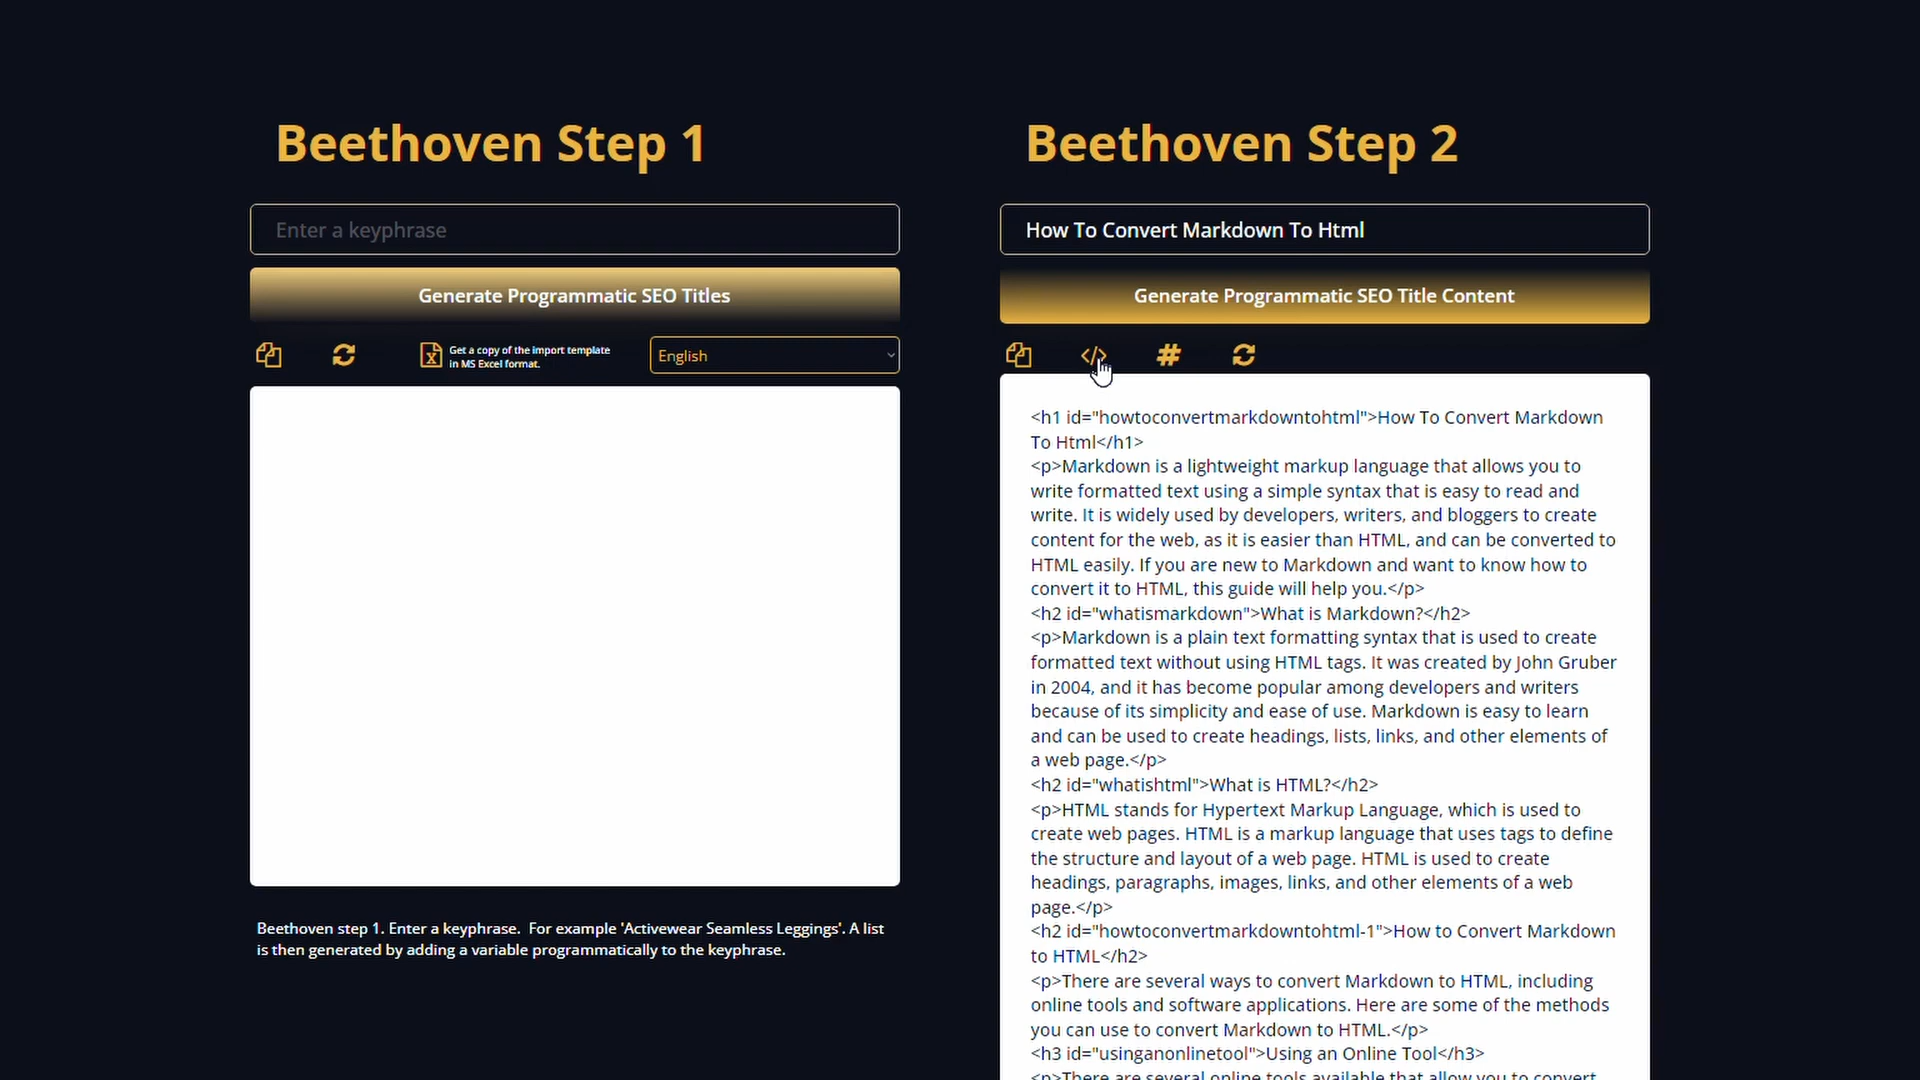 Beethoven Step 1
Enter a keyphrase
Generate Programmatic SEO Titles
Get a copy of the import template
in MS Excel format.
English
Beethoven step 1. Enter a keyphrase.  For example 'Activewear Seamless Leggings'. A list
is then generated by adding a variable programmatically to the keyphrase.
Beethoven Step 2
How To Convert Markdown To Html
Generate Programmatic SEO Title Content
<h1 id="howtoconvertmarkdowntohtml">How To Convert Markdown
To Html</h1>
<p>Markdown is a lightweight markup language that allows you to
write formatted text using a simple syntax that is easy to read and
write. It is widely used by developers, writers, and bloggers to create
content for the web, as it is easier than HTML, and can be converted to
HTML easily. If you are new to Markdown and want to know how to
convert it to HTML, this guide will help you.</p>
<h2 id="whatismarkdown">What is Markdown?</h2>
<p>Markdown is a plain text formatting syntax that is used to create
formatted text without using HTML tags. It was created by John Gruber
in 2004, and it has become popular among developers and writers
because of its simplicity and ease of use. Markdown is easy to learn
and can be used to create headings, lists, links, and other elements of
a web page.</p>
<h2 id="whatishtml">What is HTML?</h2>
<p>HTML stands for Hypertext Markup Language, which is used to
create web pages. HTML is a markup language that uses tags to define
the structure and layout of a web page. HTML is used to create
headings, paragraphs, images, links, and other elements of a web
page.</p>
<h2 id="howtoconvertmarkdowntohtml-1">How to Convert Markdown
to HTML</h2>
<p>There are several ways to convert Markdown to HTML, including
online tools and software applications. Here are some of the methods
you can use to convert Markdown to HTML.</p>
<h3 id="usinganonlinetool">Using an Online Tool</h3>
<p>There are several online tools available that allow you to convert